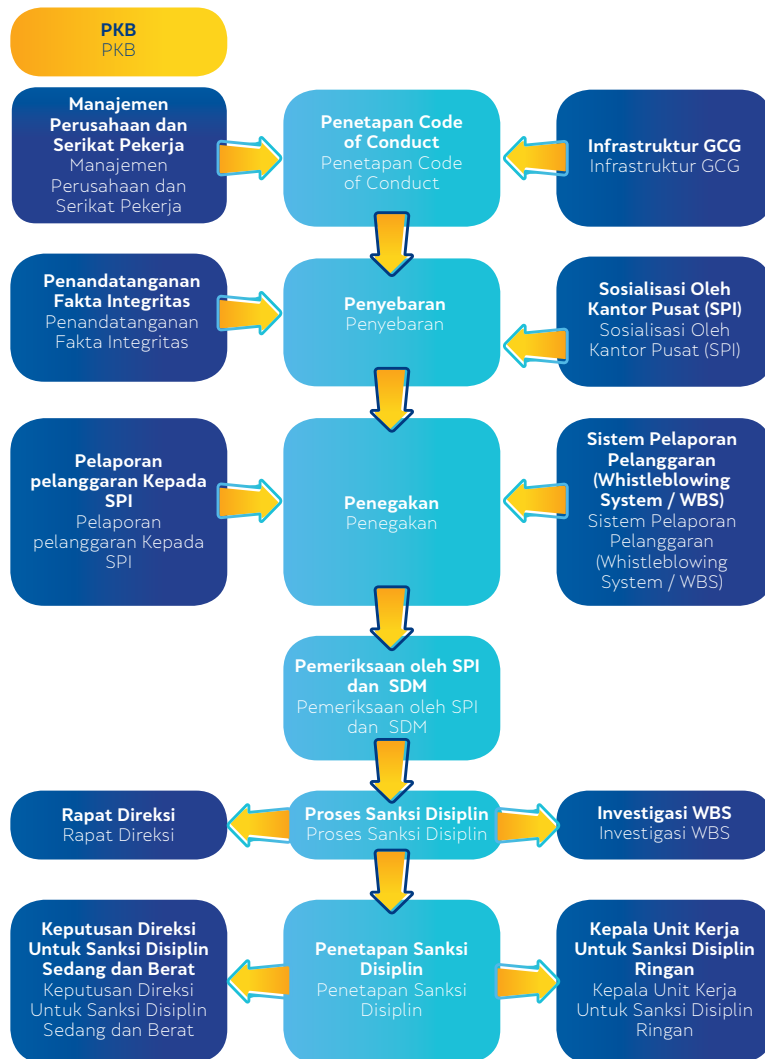 PKB
PKB
Manajemen
Perusahaan dan
Serikat Pekerja
Manajemen
Perusahaan dan
Serikat Pekerja
Penetapan Code
of Conduct
Penetapan Code
of Conduct
Infrastruktur GCG
Infrastruktur GCG
Penandatanganan
Fakta Integritas
Penandatanganan
Fakta Integritas
Penyebaran
Penyebaran
Sosialisasi Oleh
Kantor Pusat (SPI)
Sosialisasi Oleh
Kantor Pusat (SPI)
Pelaporan
pelanggaran Kepada
SPI
Pelaporan
pelanggaran Kepada
SPI
Penegakan
Penegakan
Sistem Pelaporan
Pelanggaran
(Whistleblowing
System / WBS)
Sistem Pelaporan
Pelanggaran
(Whistleblowing
System / WBS)
Pemeriksaan oleh SPI
dan SDM
Pemeriksaan oleh SPI
dan SDM
Rapat Direksi
Rapat Direksi
Proses Sanksi Disiplin
Proses Sanksi Disiplin
Investigasi WBS
Investigasi WBS
Keputusan Direksi
Untuk Sanksi Disiplin
Sedang dan Berat
Keputusan Direksi
Untuk Sanksi Disiplin
Sedang dan Berat
Penetapan Sanksi
Disiplin
Penetapan Sanksi
Disiplin
Kepala Unit Kerja
Untuk Sanksi Disiplin
Ringan
Kepala Unit Kerja
Untuk Sanksi Disiplin
Ringan